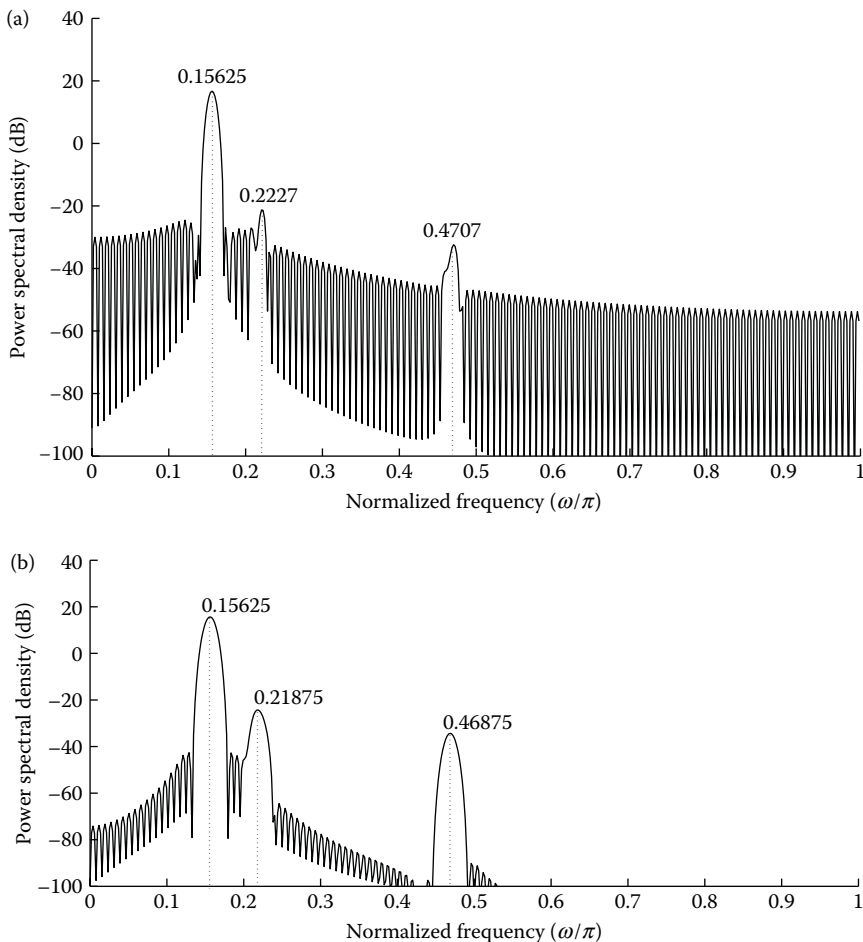 (a)
40
20
0
−20
−40
−60
−80
−100
Power spectral density (dB)
0.15625
0.2227
0.4707
0 0.1 0.2 0.3 0.4 0.5 0.6 0.7 0.8 0.9 1
Normalized frequency (ω/π)
(b)
40
20
0
−20
−40
−60
−80
−100
Power spectral density (dB)
0.15625
0.21875
0.46875
0 0.1 0.2 0.3 0.4 0.5 0.6 0.7 0.8 0.9 1
Normalized frequency (ω/π)